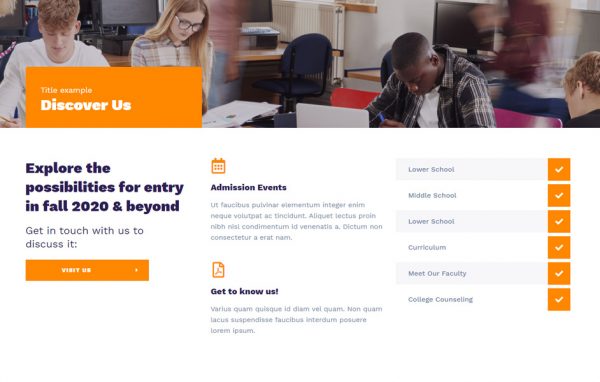 Title example
Discover Us
Explore the
possibilities for entry
in fall 2020 & beyond
Get in touch with us to
discuss it:
VISIT US
Admission Events
Ut faucibus pulvinar elementum integer enim
neque volutpat ac tincidunt. Aliquet lectus proin
nibh nisl condimentum id venenatis a. Dictum non
consectetur a erat nam.
Get to know us!
Varius quam quisque id diam vel quam. Non quam
lacus suspendisse faucibus interdum posuere
lorem ipsum.
Lower School
Middle School
Lower School
Curriculum
Meet Our Faculty
College Counseling